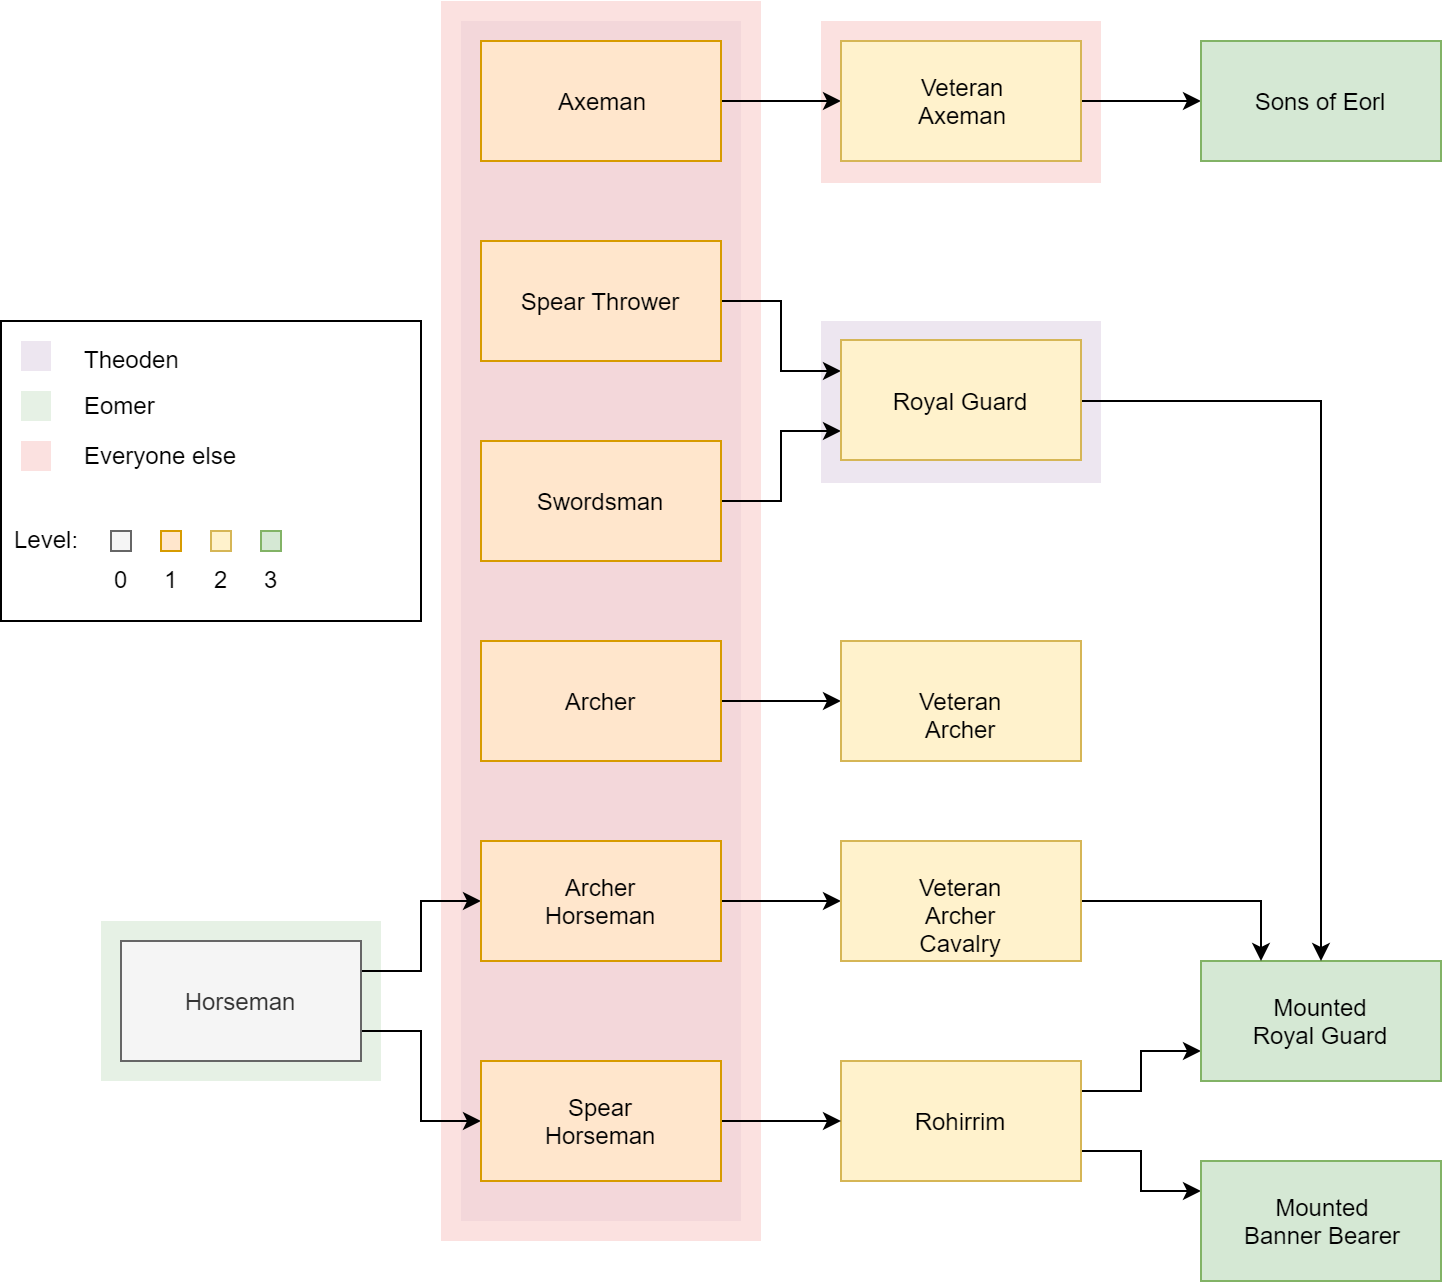 Axeman
Veteran
Axeman
Sons of Eorl
Spear Thrower
Royal Guard
Swordsman
Theoden
Eomer
Everyone else
Level:
0 1 2 3
Archer
Veteran
Archer
Archer
Horseman
Veteran
Archer
Cavalry
Horseman
Mounted
Royal Guard
Spear
Horseman
Rohirrim
Mounted
Banner Bearer